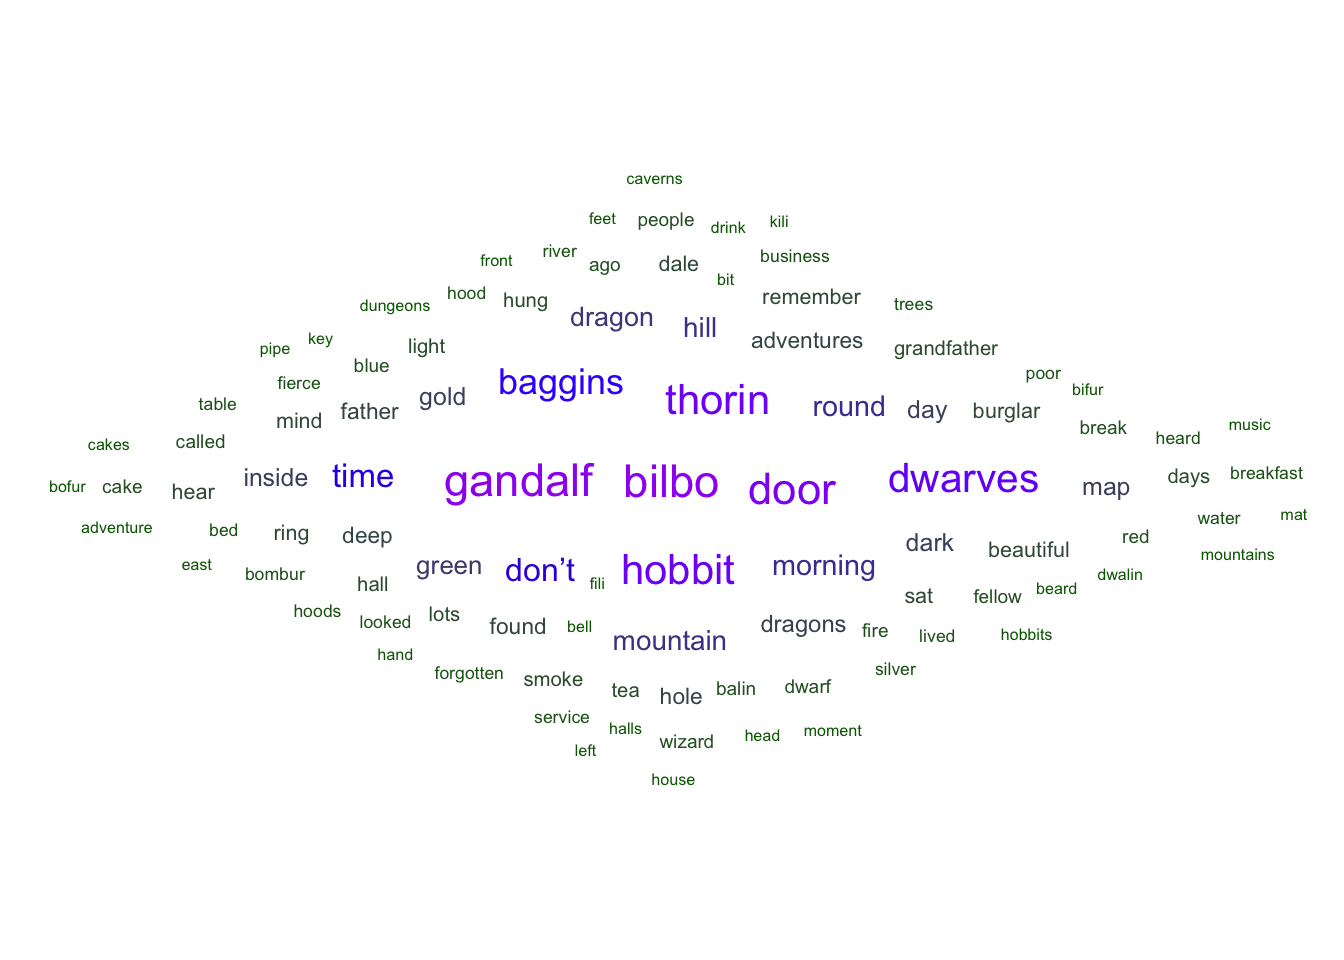 caverns
feet people drink kili
front river ago dale bit business
dungeons hood hung dragon hill remember trees
pipe key blue light adventures grandfather
fierce baggins thorin poor bifur
table mind father gold round day burglar break
cakes called heard music
bofur cake hear inside time gandalf bilbo door dwarves map days breakfast
adventure bed ring deep dark beautiful red water mat
east bombur hall green don’t fili hobbit morning dwalin mountains
hoods looked lots found bell sat fellow beard
hand mountain dragons fire lived hobbits
forgotten smoke tea hole balin dwarf silver
service halls wizard head moment
left
house